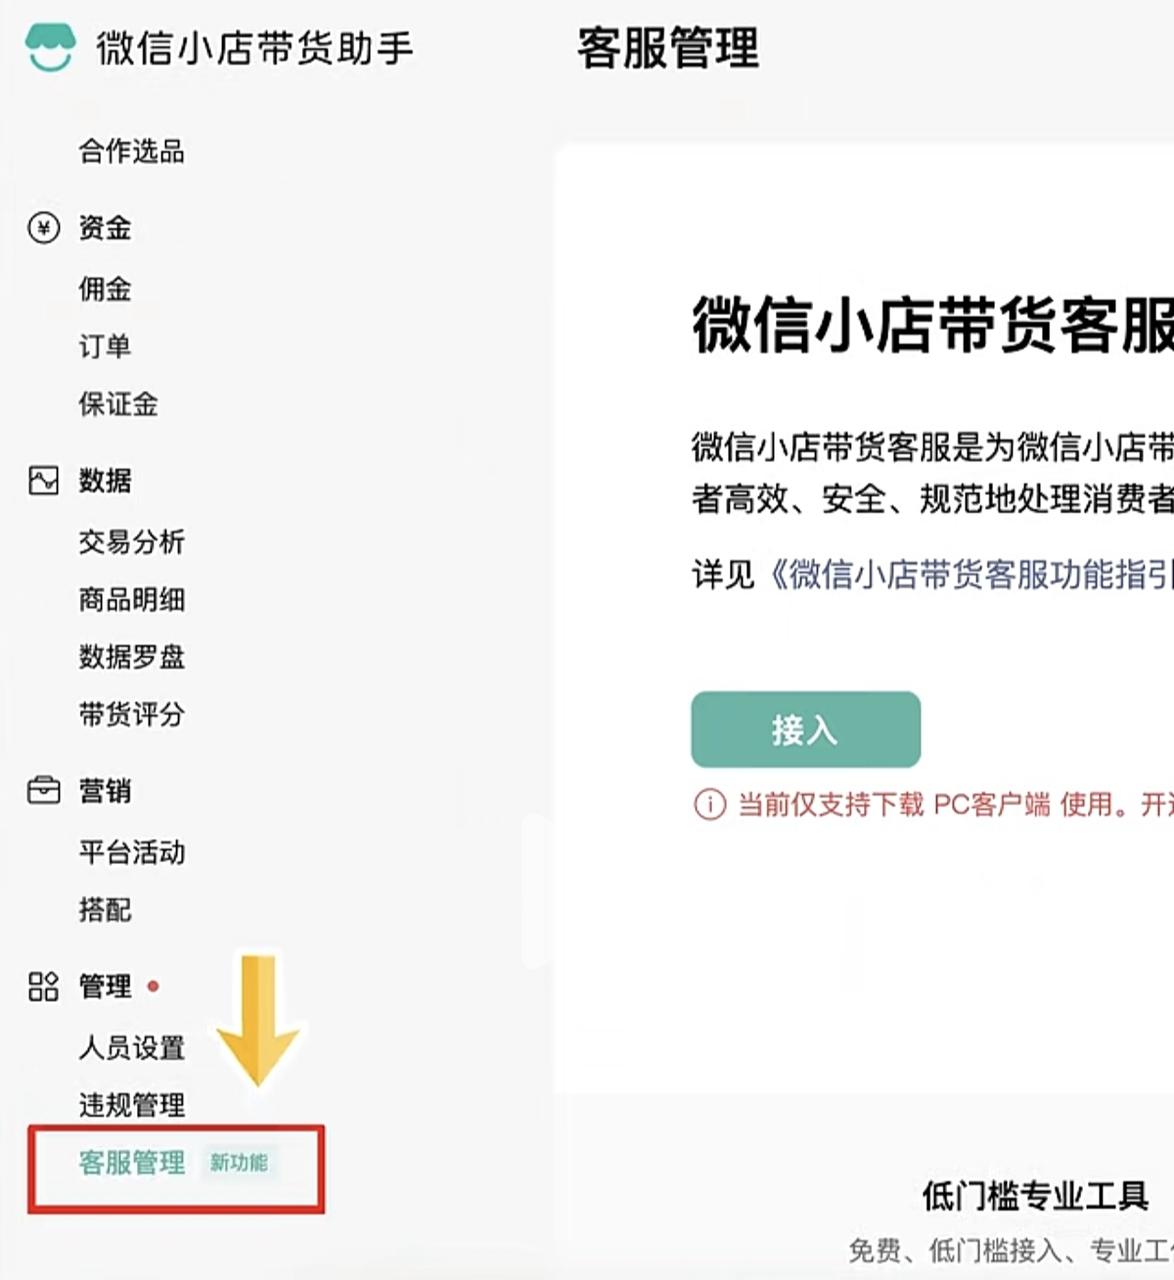 微信小店带货助手
合作选品
资金
佣金
订单
保证金
数据
交易分析
商品明细
数据罗盘
带货评分
营销
平台活动
搭配
管理
人员设置
违规管理
客服管理 新功能
客服管理
微信小店带货客服
微信小店带货客服是为微信小店带
者高效、安全、规范地处理消费者
详见《微信小店带货客服功能指引
接入
当前仅支持下载 PC客户端 使用。开
低门槛专业工具
免费、低门槛接入、专业工